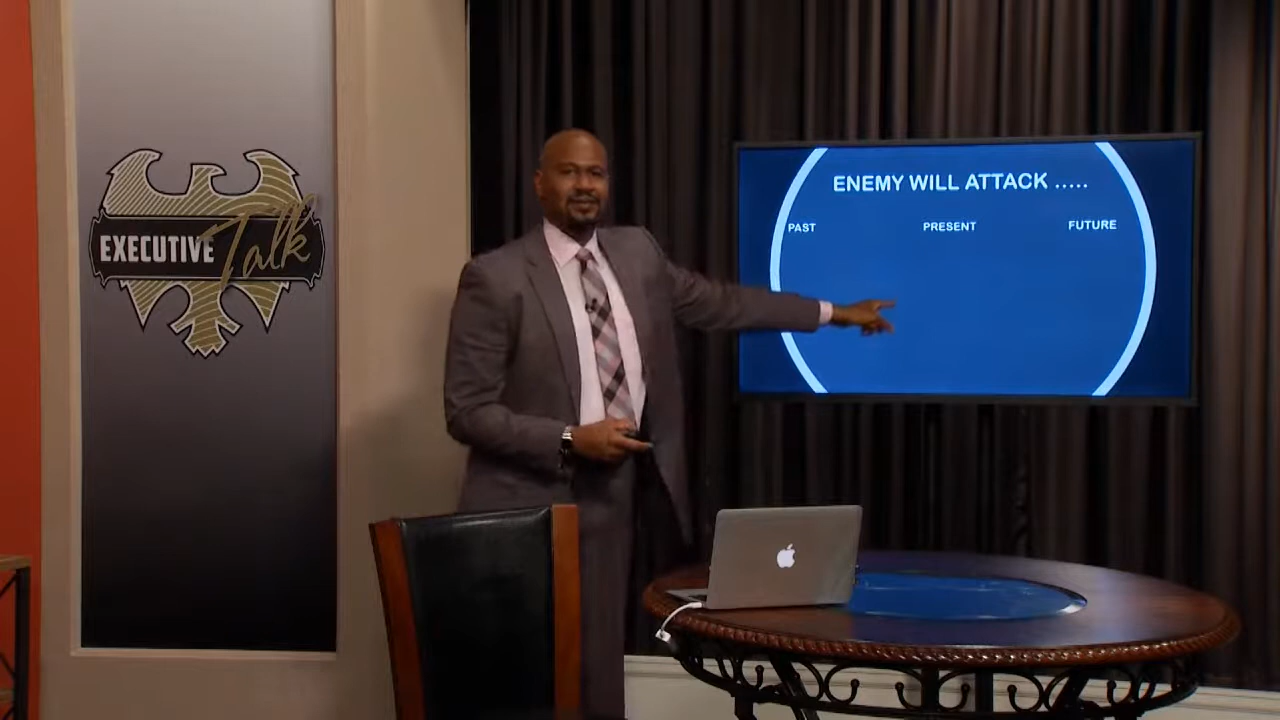 EXECUTIVE Talk
ENEMY WILL ATTACK .....
PAST PRESENT FUTURE